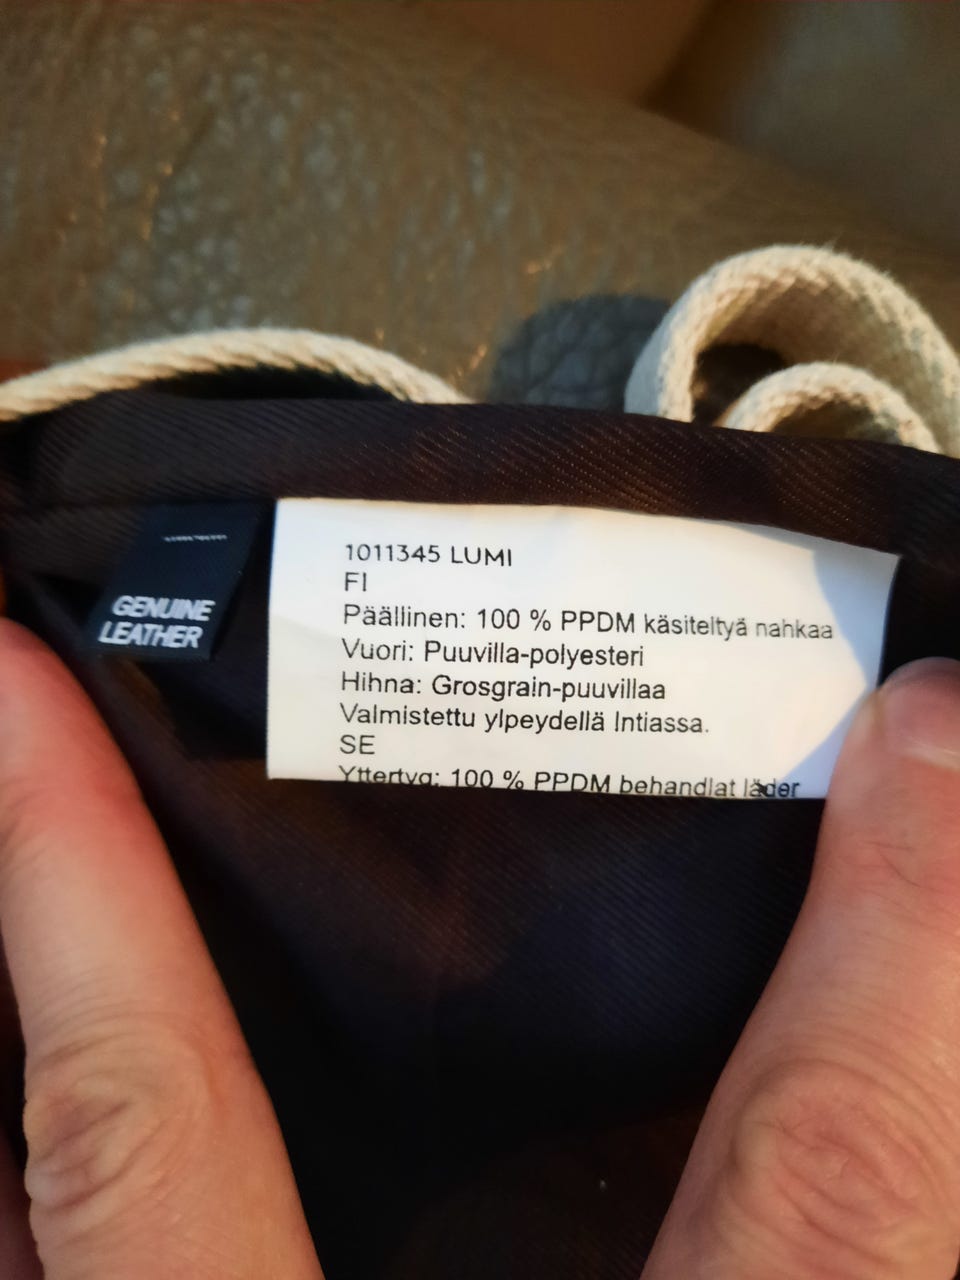 GENUINE
LEATHER
1011345 LUMI
FI
Päällinen: 100 % PPDM käsiteltyä nahkaa
Vuori: Puuvilla-polyesteri
Hihna: Grosgrain-puuvillaa
Valmistettu ylpeydellä Intiassa.
SE
Yttertyg: 100 % PPDM behandlat läder